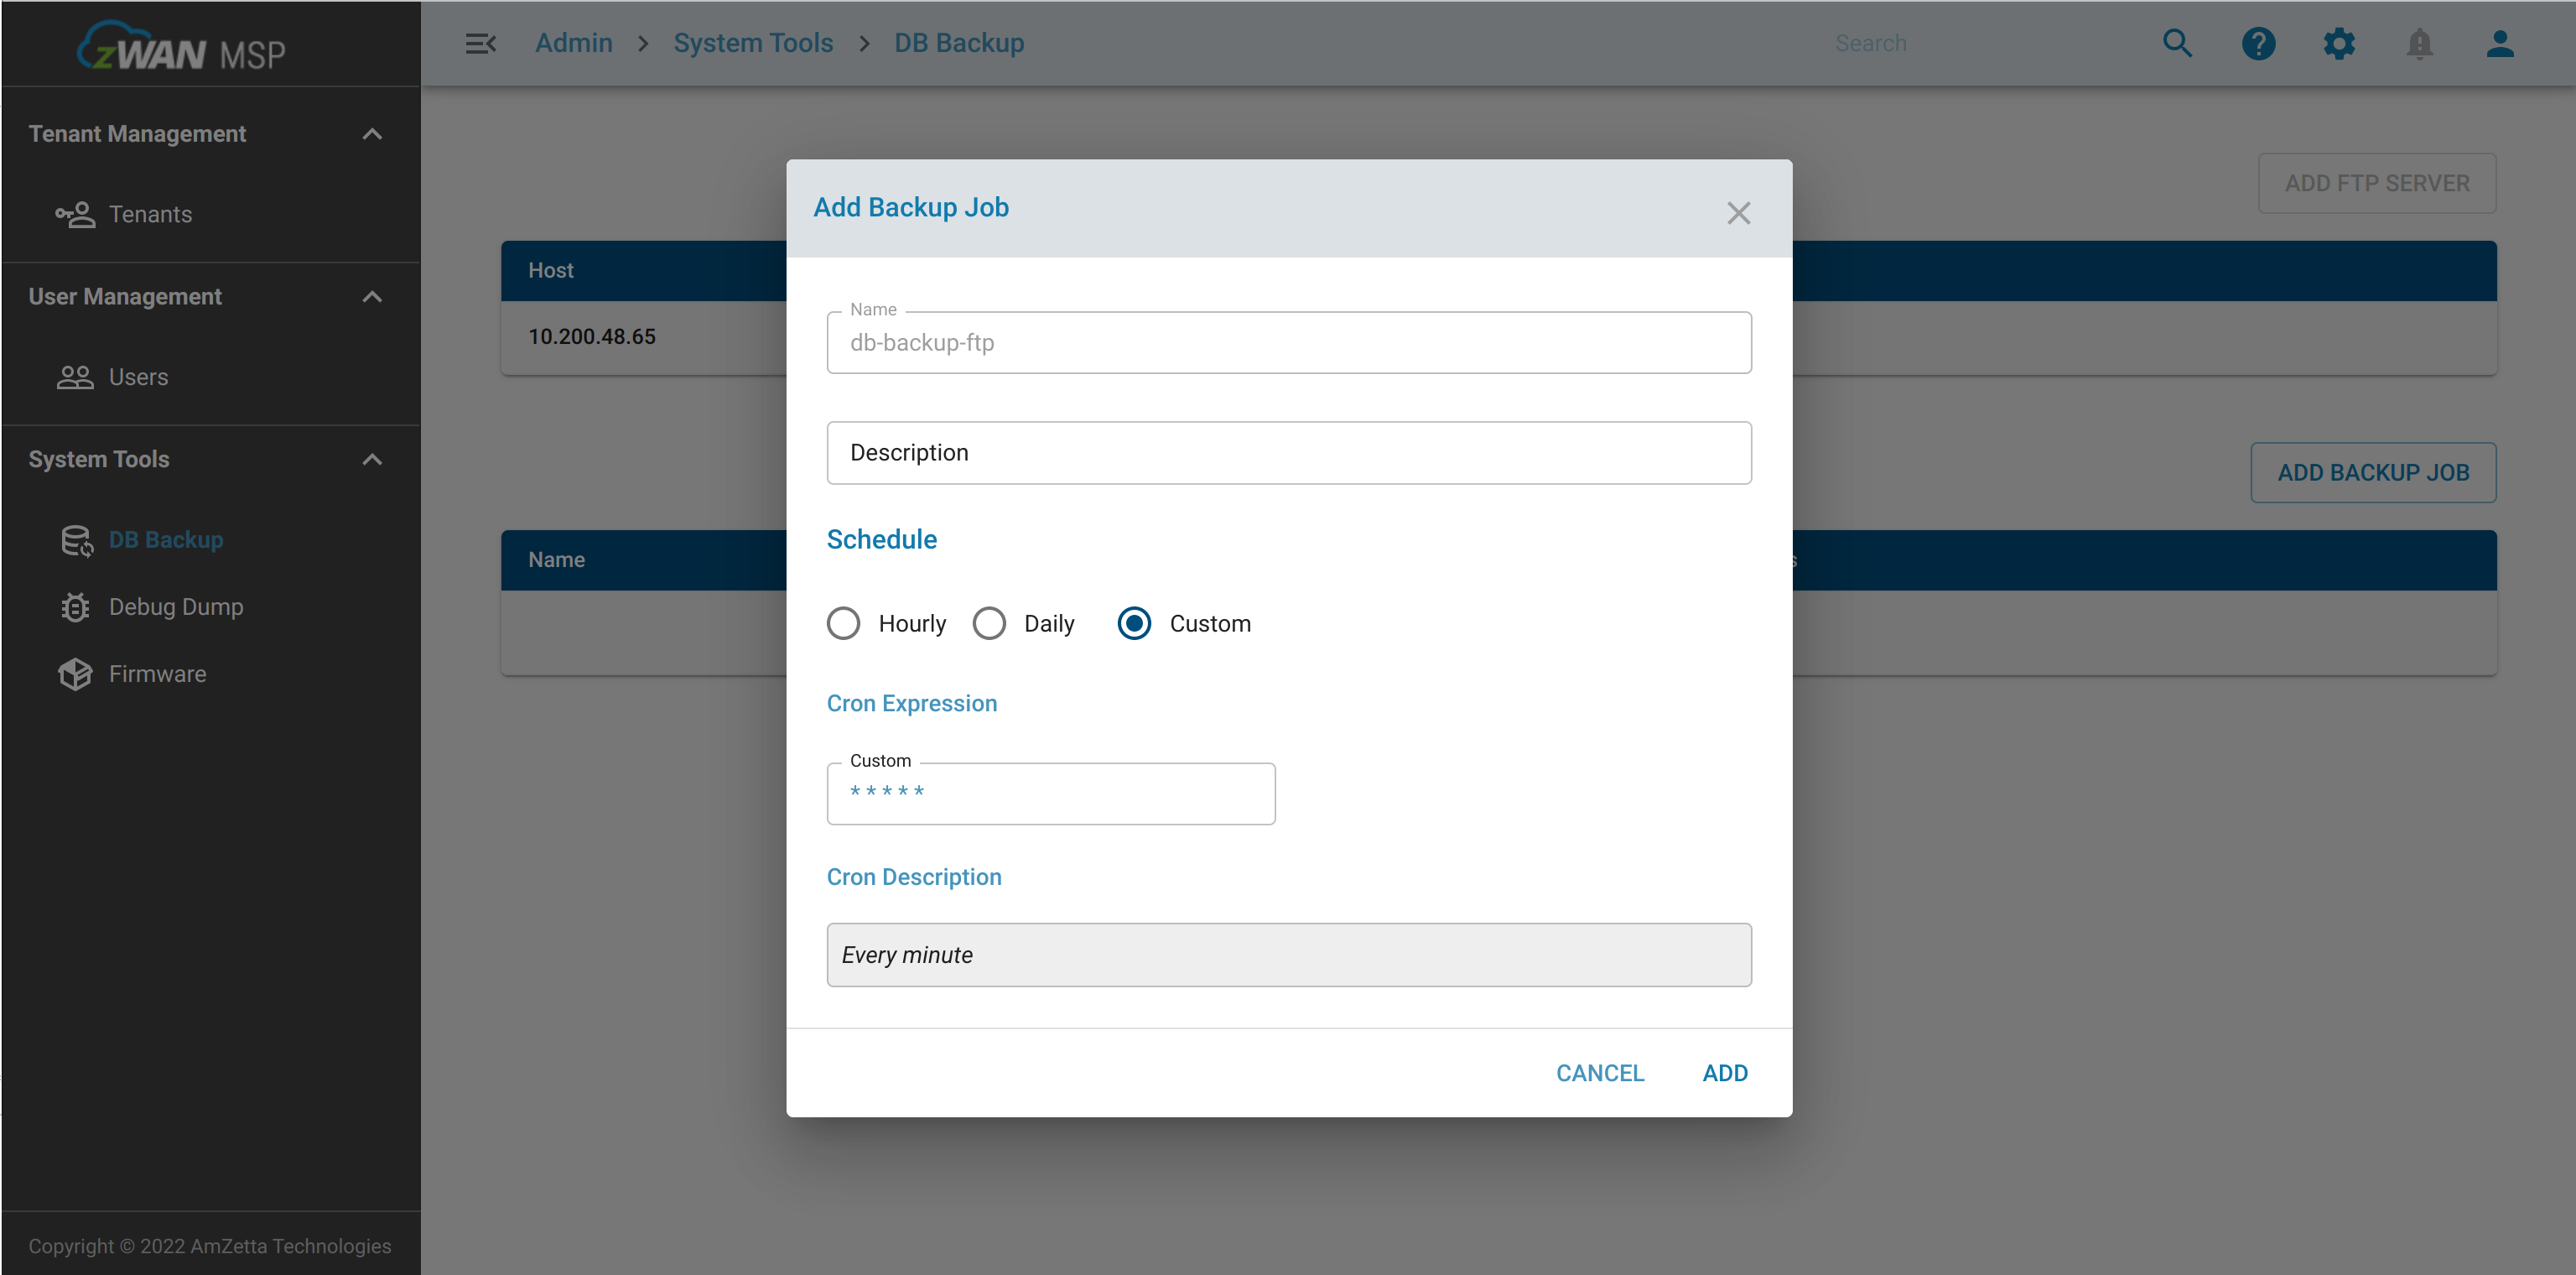 zWAN MSP
Admin > System Tools > DB Backup
Search
Tenant Management
Tenants
User Management
Users
System Tools
DB Backup
Debug Dump
Firmware
Copyright © 2022 AmZetta Technologies
ADD FTP SERVER
Host
10.200.48.65
ADD BACKUP JOB
Name
s
Add Backup Job
Name
db-backup-ftp
Description
Schedule
Hourly Daily Custom
Cron Expression
Custom
* * * * *
Cron Description
Every minute
CANCEL ADD